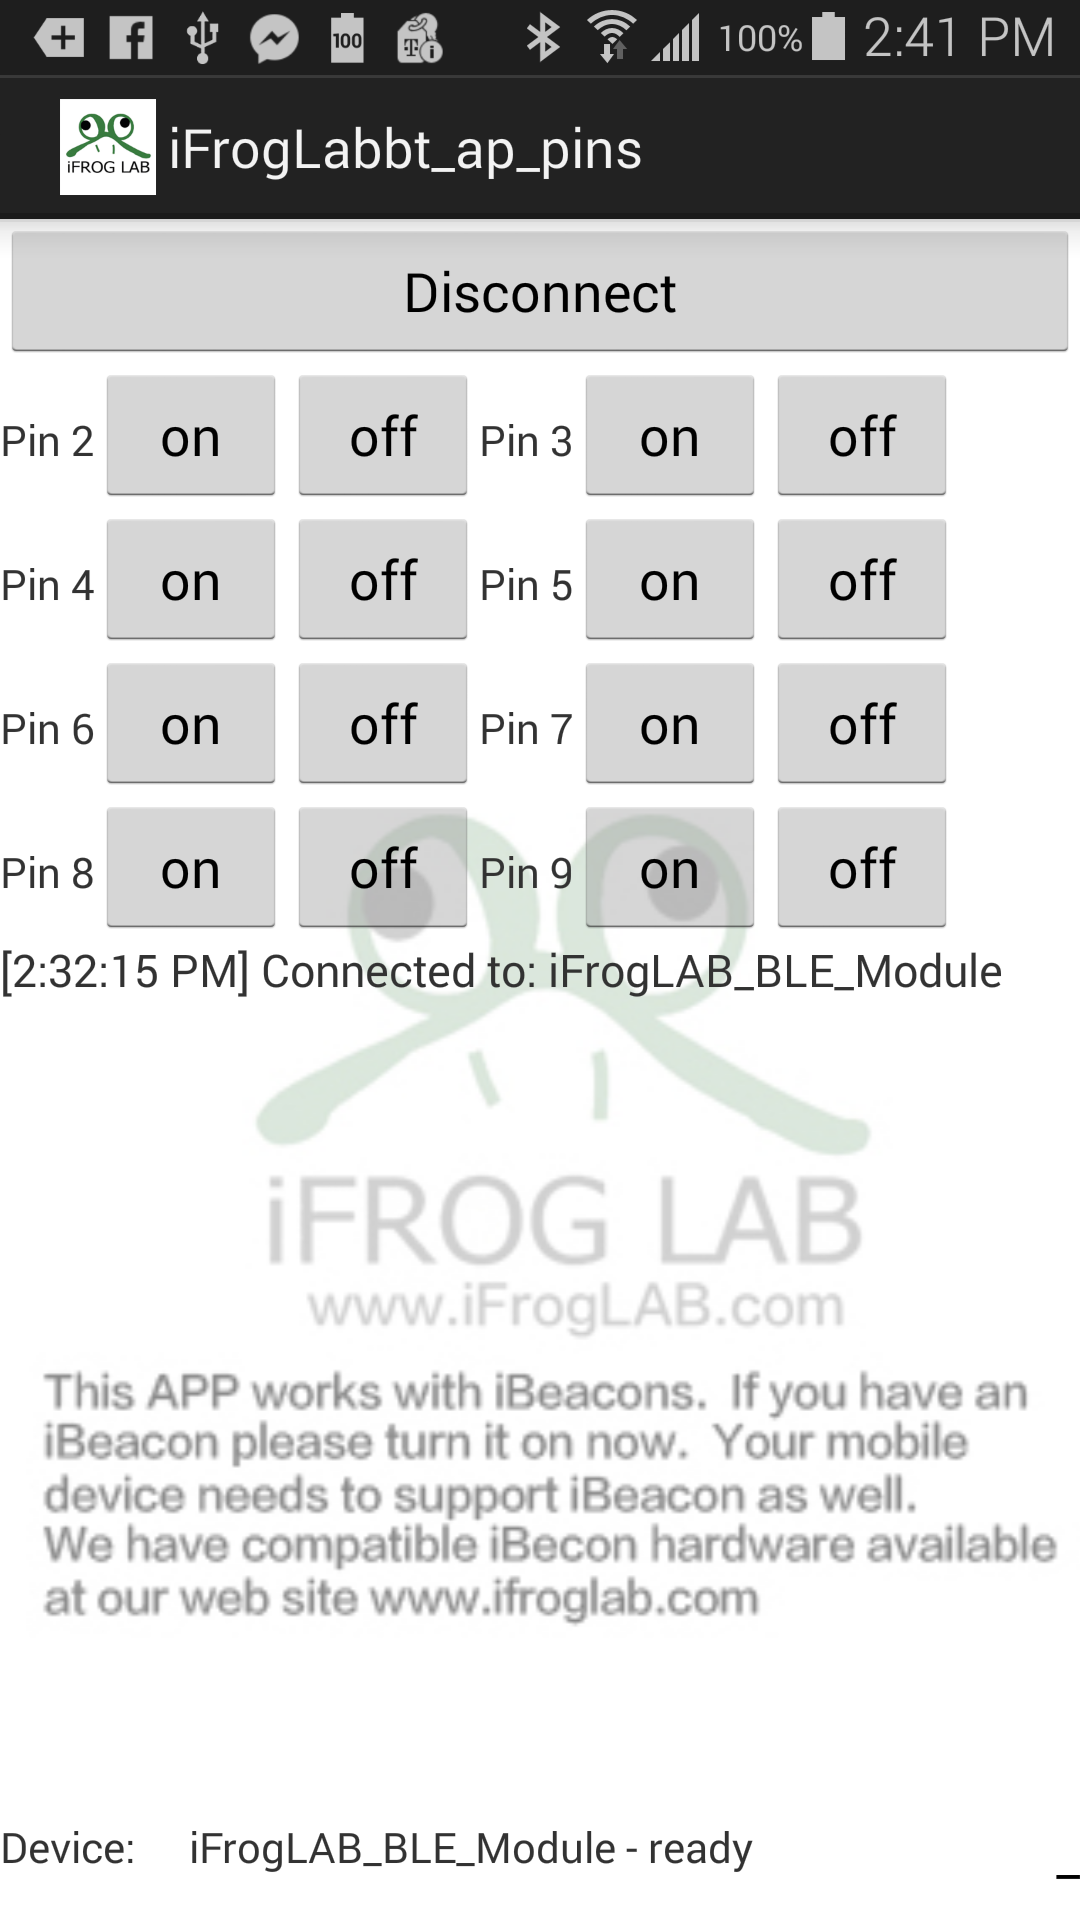 100 100% 2:41 PM
iFROG LAB iFrogLabbt_ap_pins
Disconnect
Pin 2 on off Pin 3 on off
Pin 4 on off Pin 5 on off
Pin 6 on off Pin 7 on off
Pin 8 on off Pin 9 on off
[2:32:15 PM] Connected to: iFrogLAB_BLE_Module
iFROG LAB
www.iFrogLAB.com
This APP works with iBeacons. If you have an
iBeacon please turn it on now. Your mobile
device needs to support iBeacon as well.
We have compatible iBecon hardware available
at our web site www.ifroglab.com
Device: iFrogLAB_BLE_Module - ready